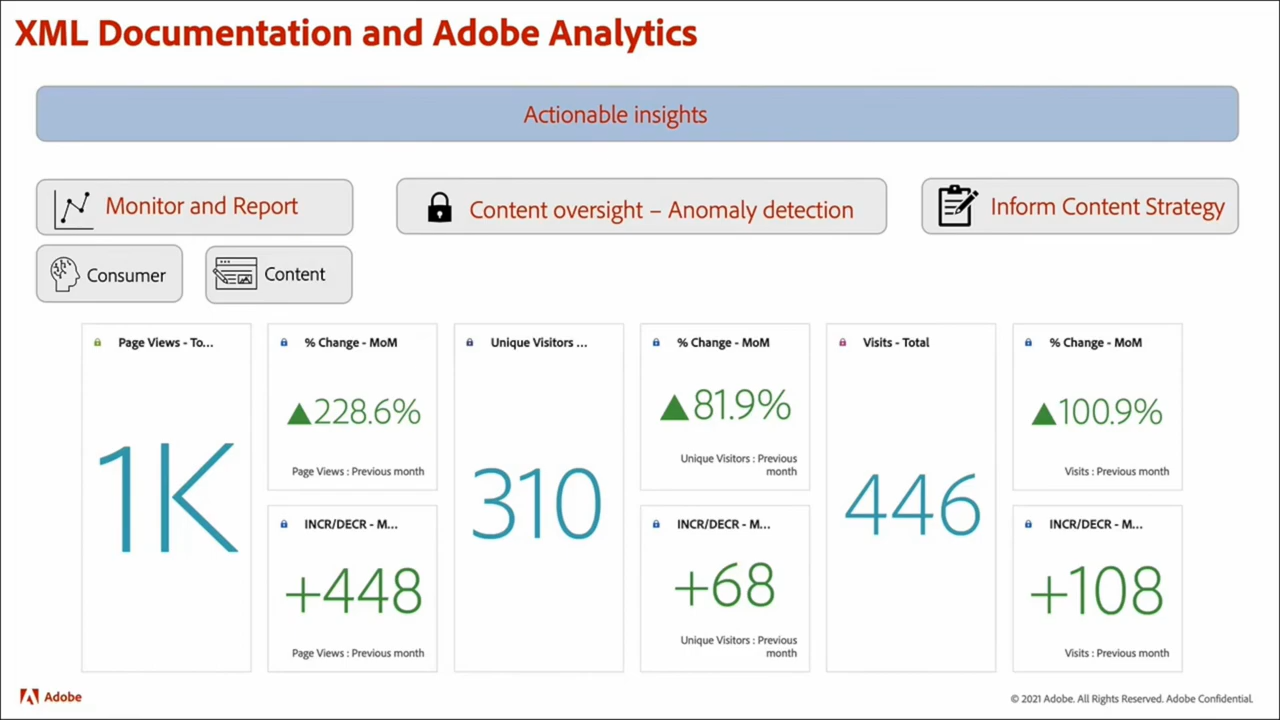 XML Documentation and Adobe Analytics
Actionable insights
Monitor and Report
Content oversight – Anomaly detection
Inform Content Strategy
Consumer
Content
Page Views - To...
1K
% Change - MoM
▲228.6%
Page Views : Previous month
INCR/DECR - M...
+448
Page Views : Previous month
Unique Visitors ...
310
% Change - MoM
▲81.9%
Unique Visitors : Previous
month
INCR/DECR - M...
+68
Unique Visitors : Previous
month
Visits - Total
446
% Change - MoM
▲100.9%
Visits : Previous month
INCR/DECR - M...
+108
Visits : Previous month
Adobe
© 2021 Adobe. All Rights Reserved. Adobe Confidential.